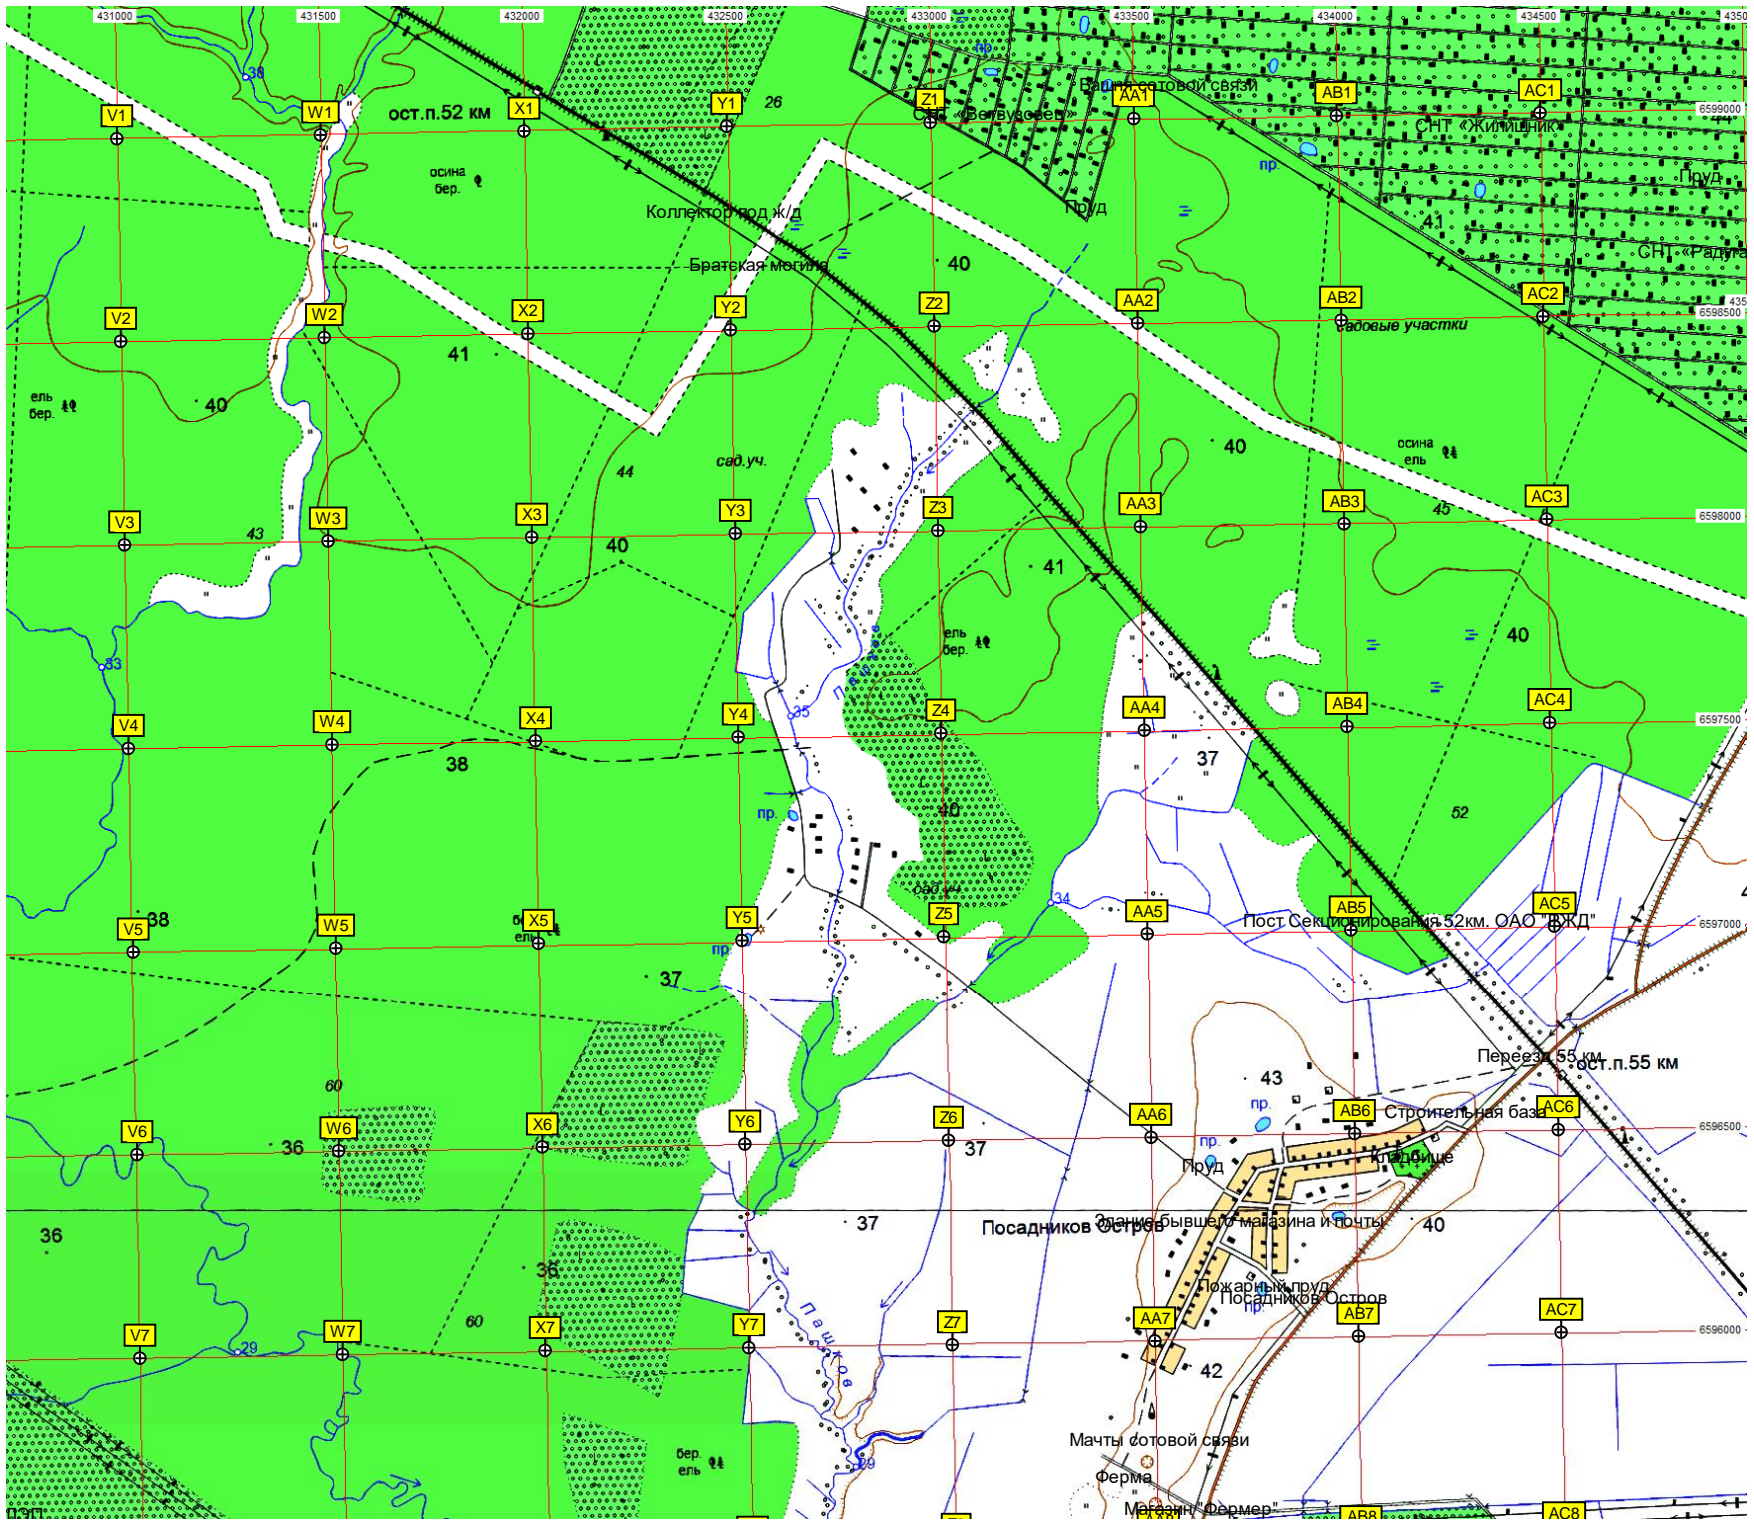 431000 431500 432000 432500 433000 433500 434000 434500
38
пр.
Башня сотовой связи
V1 W1 X1 Y1 Z1 AA1 AB1 AC1
ост.п.52 км
26
СНТ «Ветвузовец»
СНТ «Жилищник»
6599000
осина
бер.
пр.
Пруд
Коллектор под ж/д
Пруд
41
Братская могила
40
СНТ «Радуга
V2 W2 X2 Y2 Z2 AA2 AB2 AC2
6598500
Садовые участки
41
ель
бер.
40
44
сад.уч.
40
осина
ель
V3 W3 X3 Y3 Z3 AA3 AB3 AC3
43
45
6598000
40
41
ель
бер.
40
33
35
V4 W4 X4 Y4 Z4 AA4 AB4 AC4
6597500
38
37
пр.
40
52
сад.уч.
34
38
V5 W5 X5 Y5 Z5 AA5 AB5 AC5
Пост Секционирования 52км. ОАО "РЖД"
6597000
ель
пр.
37
60
43
Переезд 55 км
ост.п.55 км
пр.
V6 W6 X6 Y6 Z6 AA6 AB6 AC6
Строительная база
6596500
36
37
пр.
Пруд
Кладбище
36
37
Посадников Остров
Здание бывшего магазина и почты
40
36
Пожарный пруд
Посадников Остров
пр.
60
Пашков
V7 W7 X7 Y7 Z7 AA7 AB7 AC7
6596000
29
42
бер.
ель
29
Мачты сотовой связи
Ферма
Магазин "Фермер"
AB8 AC8